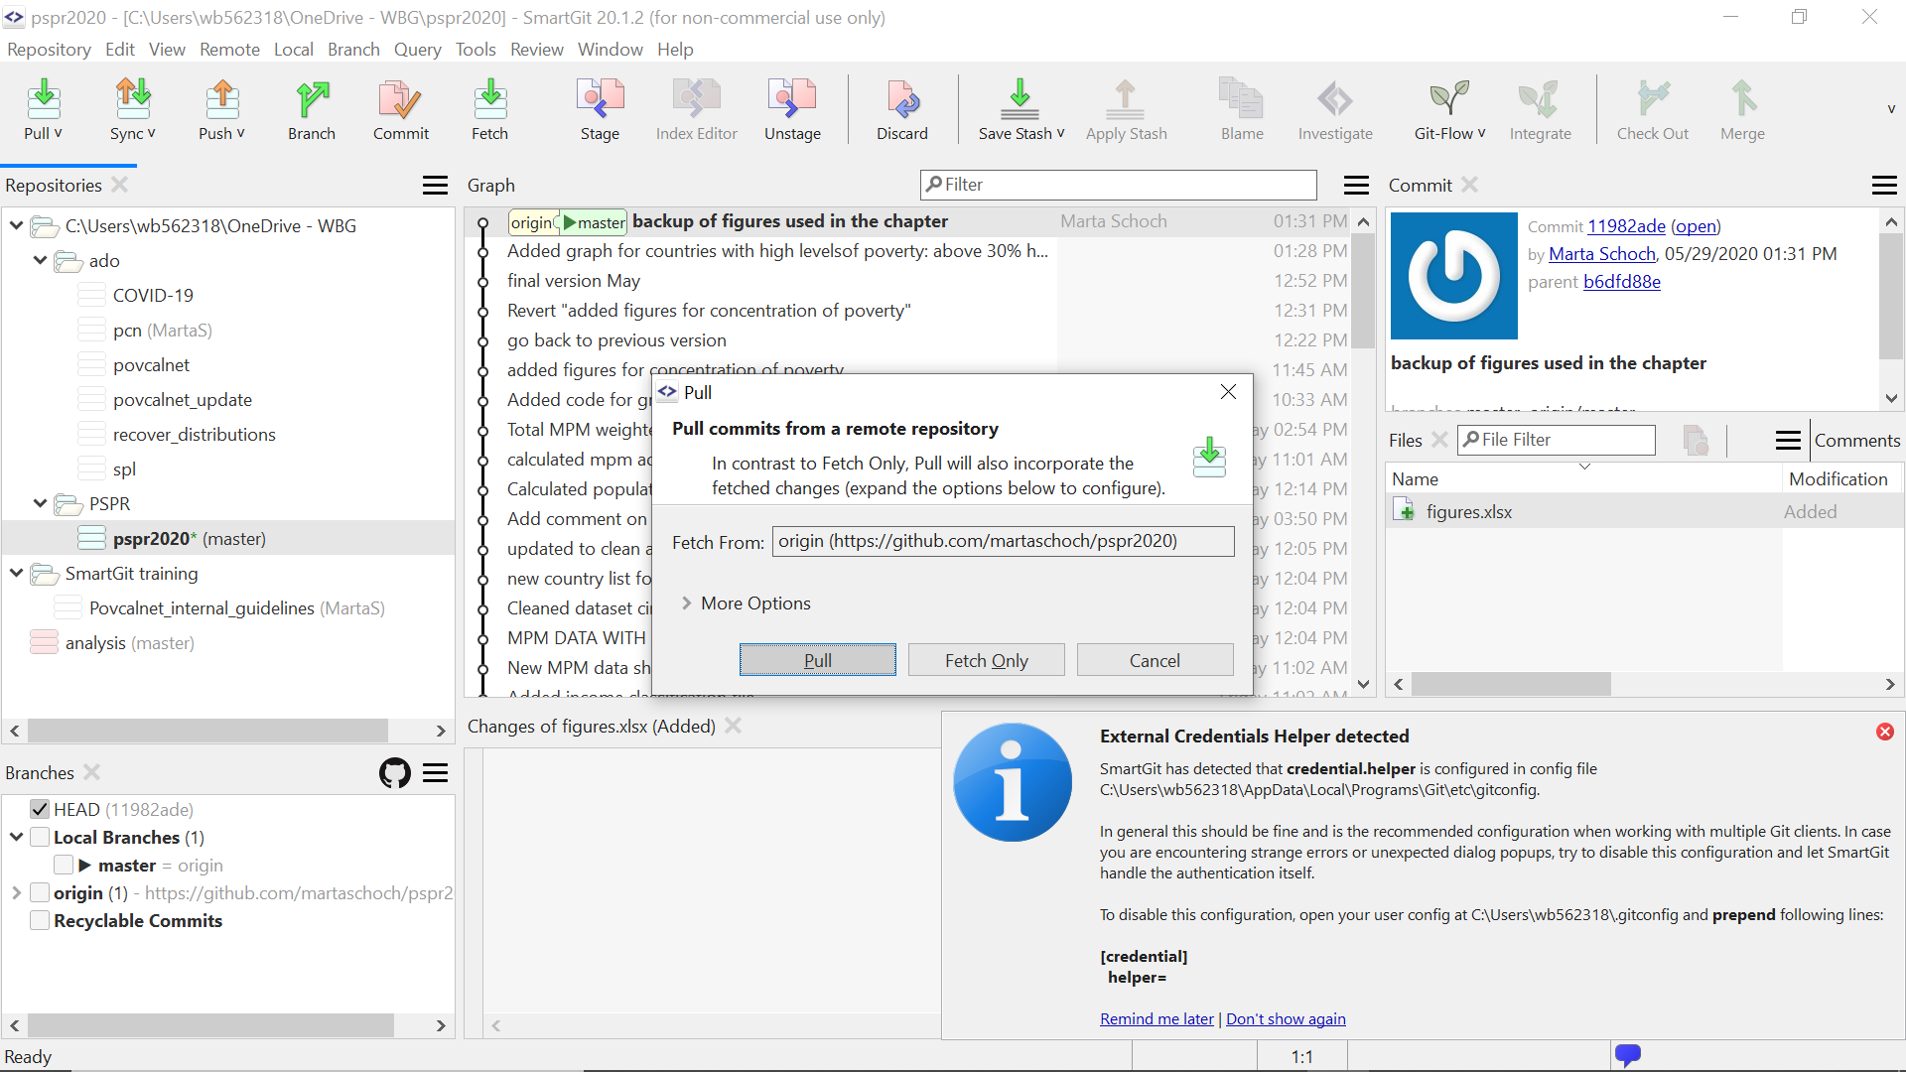 pspr2020 - [C:\Users\wb562318\OneDrive - WBG\pspr2020] - SmartGit 20.1.2 (for non-commercial use only)
Repository Edit View Remote Local Branch Query Tools Review Window Help
Pull Sync Push Branch Commit Fetch Stage Index Editor Unstage Discard Save Stash Apply Stash Blame Investigate Git-Flow Integrate Check Out Merge
Repositories
C:\Users\wb562318\OneDrive - WBG
ado
COVID-19
pcn (MartaS)
povcalnet
povcalnet_update
recover_distributions
spl
PSPR
pspr2020* (master)
SmartGit training
Povcalnet_internal_guidelines (MartaS)
analysis (master)
Branches
HEAD (11982ade)
Local Branches (1)
master = origin
origin (1) - https://github.com/martaschoch/pspr2
Recyclable Commits
Graph
Filter
origin master backup of figures used in the chapter Marta Schoch 01:31 PM
Added graph for countries with high levelsof poverty: above 30% h... 01:28 PM
final version May 12:52 PM
Revert "added figures for concentration of poverty" 12:31 PM
go back to previous version 12:22 PM
added figures for concentration of poverty 11:45 AM
Added code for 10:33 AM
Total MPM weight 02:54 PM
calculated mpm 11:01 AM
Calculated populat 12:14 PM
Add comment on 03:50 PM
updated to clean 12:05 PM
new country list fo 12:04 PM
Cleaned dataset 12:04 PM
MPM DATA WITH 12:04 PM
New MPM data sh 11:02 AM
Added income classification file 11:02 AM
Pull
Pull commits from a remote repository
In contrast to Fetch Only, Pull will also incorporate the
fetched changes (expand the options below to configure).
Fetch From: origin (https://github.com/martaschoch/pspr2020)
More Options
Pull Fetch Only Cancel
Commit
Commit 11982ade (open)
by Marta Schoch, 05/29/2020 01:31 PM
parent b6dfd88e
backup of figures used in the chapter
branches master, origin/master
Files File Filter Comments
Name Modification
figures.xlsx Added
Changes of figures.xlsx (Added)
External Credentials Helper detected
SmartGit has detected that credential.helper is configured in config file
C:\Users\wb562318\AppData\Local\Programs\Git\etc\gitconfig.
In general this should be fine and is the recommended configuration when working with multiple Git clients. In case
you are encountering strange errors or unexpected dialog popups, try to disable this configuration and let SmartGit
handle the authentication itself.
To disable this configuration, open your user config at C:\Users\wb562318\.gitconfig and prepend following lines:
[credential]
helper=
Remind me later | Don't show again
Ready
1:1